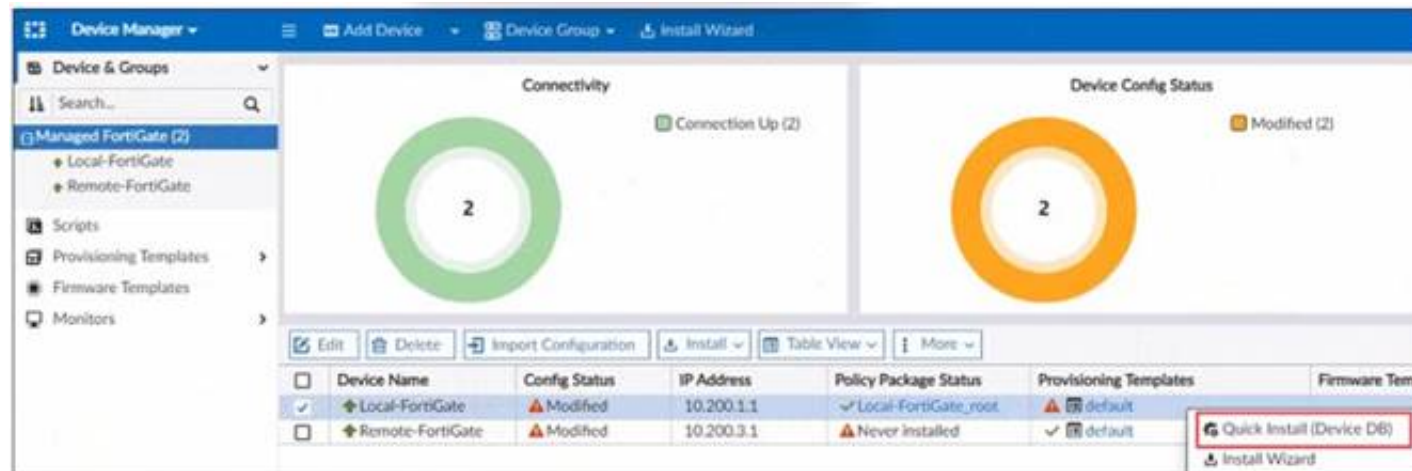 Device Manager
Add Device
Device Group
Install Wizard
Device & Groups
Search...
Managed FortiGate (2)
Local-FortiGate
Remote-FortiGate
Scripts
Provisioning Templates
Firmware Templates
Monitors
Connectivity
Connection Up (2)
2
Device Config Status
Modified (2)
2
Edit Delete Import Configuration Install Table View More
Device Name Config Status IP Address Policy Package Status Provisioning Templates Firmware Tem
Local-FortiGate Modified 10.200.1.1 Local-FortiGate_root default
Remote-FortiGate Modified 10.200.3.1 Never installed default
Quick Install (Device DB)
Install Wizard